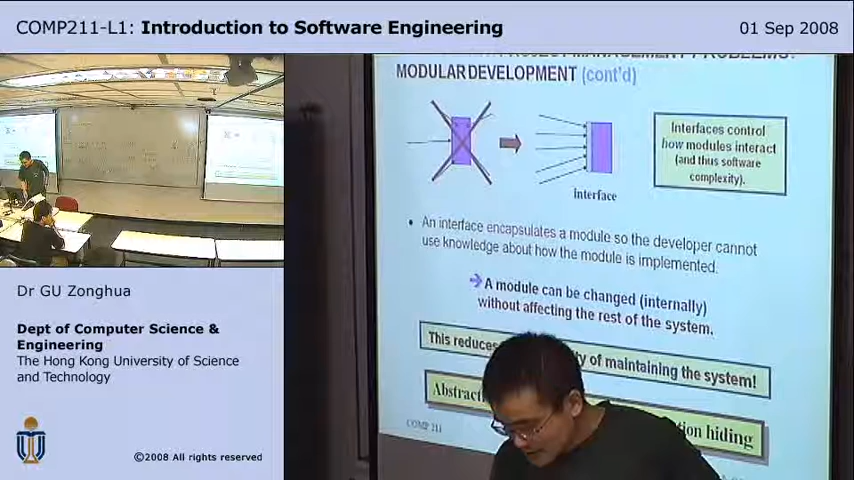 COMP211-L1: Introduction to Software Engineering
01 Sep 2008
MODULAR DEVELOPMENT (cont'd)
Interfaces control
how modules interact
(and thus software
complexity).
interface
• An interface encapsulates a module so the developer cannot
use knowledge about how the module is implemented.
A module can be changed (internally)
without affecting the rest of the system.
This reduces
of maintaining the system!
hiding
COMP 211
Dr GU Zonghua
Dept of Computer Science &
Engineering
The Hong Kong University of Science
and Technology
©2008 All rights reserved